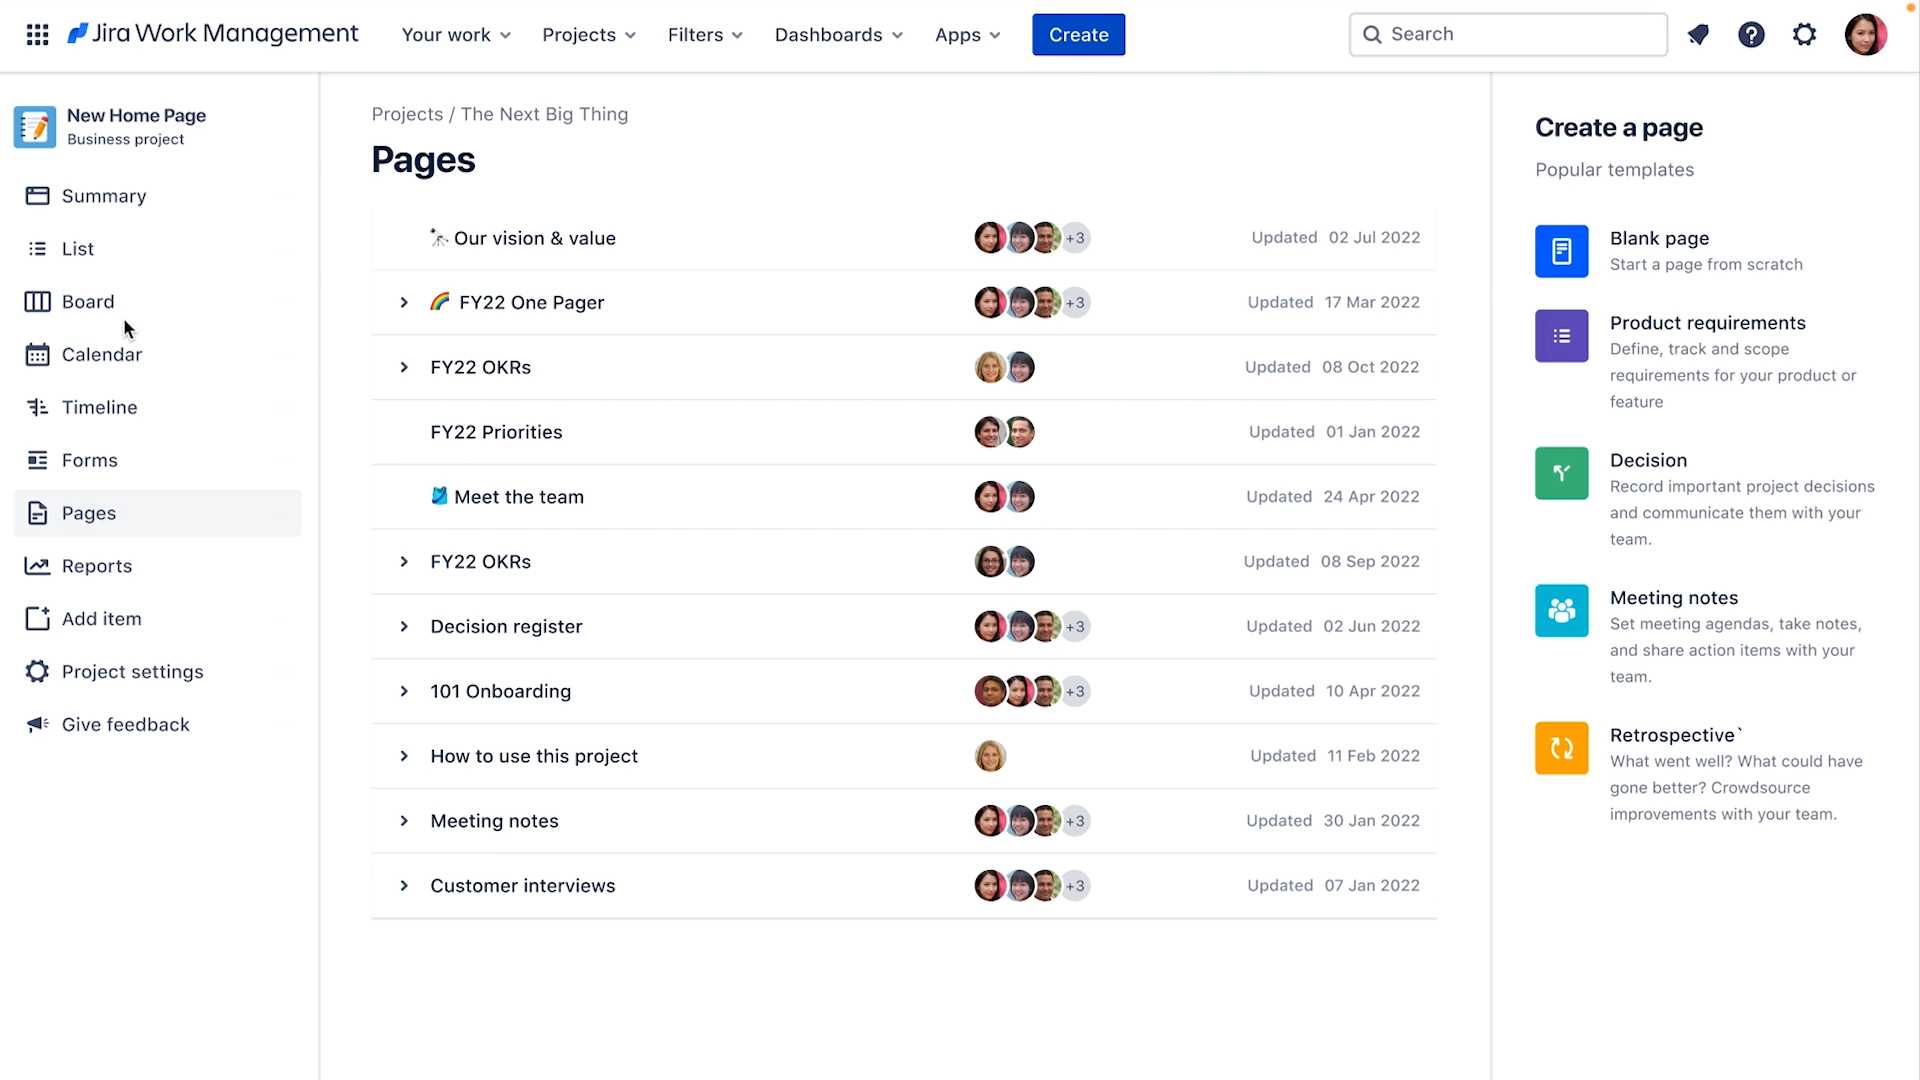 Jira Work Management
Your work
Projects
Filters
Dashboards
Apps
Create
Search
New Home Page
Business project
Summary
List
Board
Calendar
Timeline
Forms
Pages
Reports
Add item
Project settings
Give feedback
Projects / The Next Big Thing
Pages
Our vision & value +3 Updated 02 Jul 2022
FY22 One Pager +3 Updated 17 Mar 2022
FY22 OKRs Updated 08 Oct 2022
FY22 Priorities Updated 01 Jan 2022
Meet the team Updated 24 Apr 2022
FY22 OKRs Updated 08 Sep 2022
Decision register +3 Updated 02 Jun 2022
101 Onboarding +3 Updated 10 Apr 2022
How to use this project Updated 11 Feb 2022
Meeting notes +3 Updated 30 Jan 2022
Customer interviews +3 Updated 07 Jan 2022
Create a page
Popular templates
Blank page
Start a page from scratch
Product requirements
Define, track and scope
requirements for your product or
feature
Decision
Record important project decisions
and communicate them with your
team.
Meeting notes
Set meeting agendas, take notes,
and share action items with your
team.
Retrospective`
What went well? What could have
gone better? Crowdsource
improvements with your team.